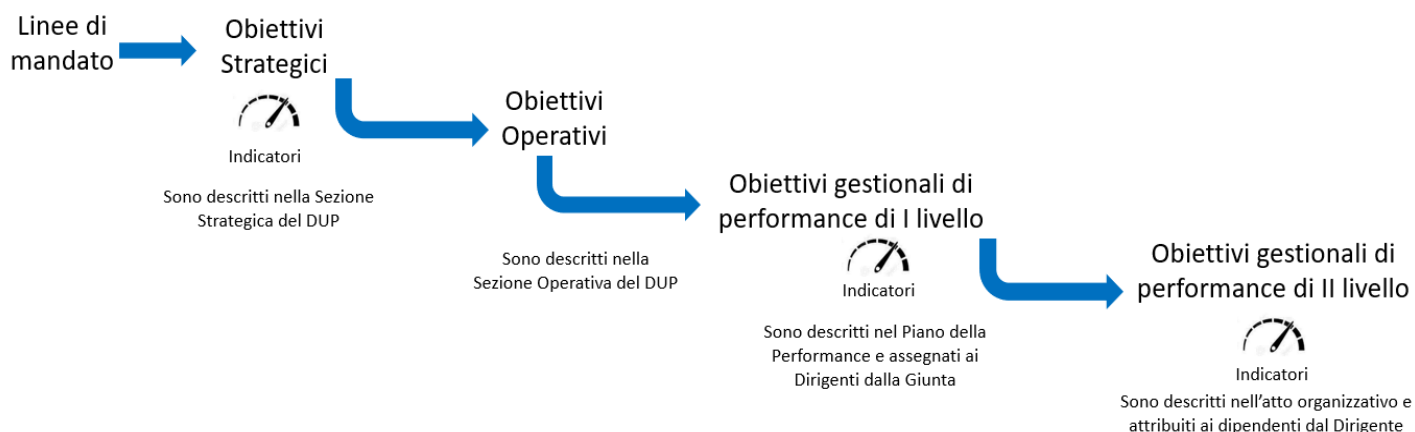 Linee di
mandato
Obiettivi
Strategici
Indicatori
Sono descritti nella Sezione
Strategica del DUP
Obiettivi
Operativi
Sono descritti nella
Sezione Operativa del DUP
Obiettivi gestionali di
performance di I livello
Indicatori
Sono descritti nel Piano della
Performance e assegnati ai
Dirigenti dalla Giunta
Obiettivi gestionali di
performance di II livello
Indicatori
Sono descritti nell'atto organizzativo e
attribuiti ai dipendenti dal Dirigente